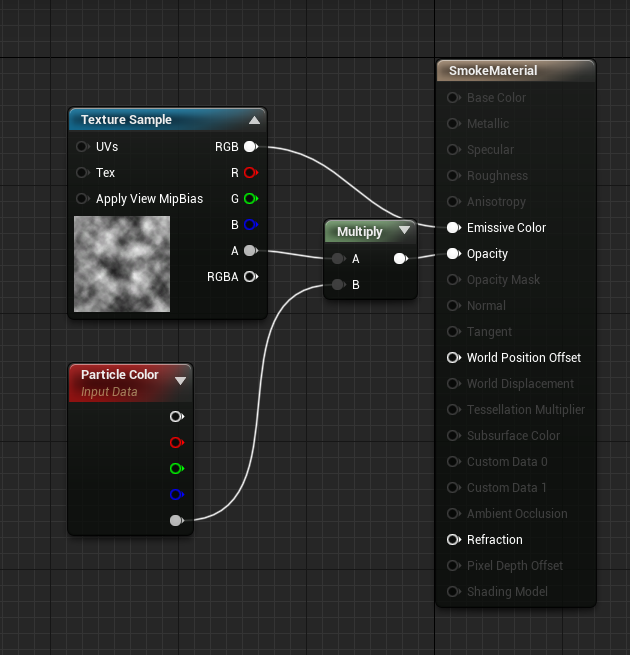 Texture Sample
UVs
RGB
Tex
R
Apply View MipBias
G
B
A
RGBA
Particle Color
Input Data
Multiply
A
B
SmokeMaterial
Base Color
Metallic
Specular
Roughness
Anisotropy
Emissive Color
Opacity
Opacity Mask
Normal
Tangent
World Position Offset
World Displacement
Tessellation Multiplier
Subsurface Color
Custom Data 0
Custom Data 1
Ambient Occlusion
Refraction
Pixel Depth Offset
Shading Model